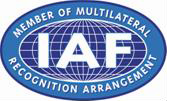 MEMBER OF MULTILATERAL
IAF
RECOGNITION ARRANGEMENT